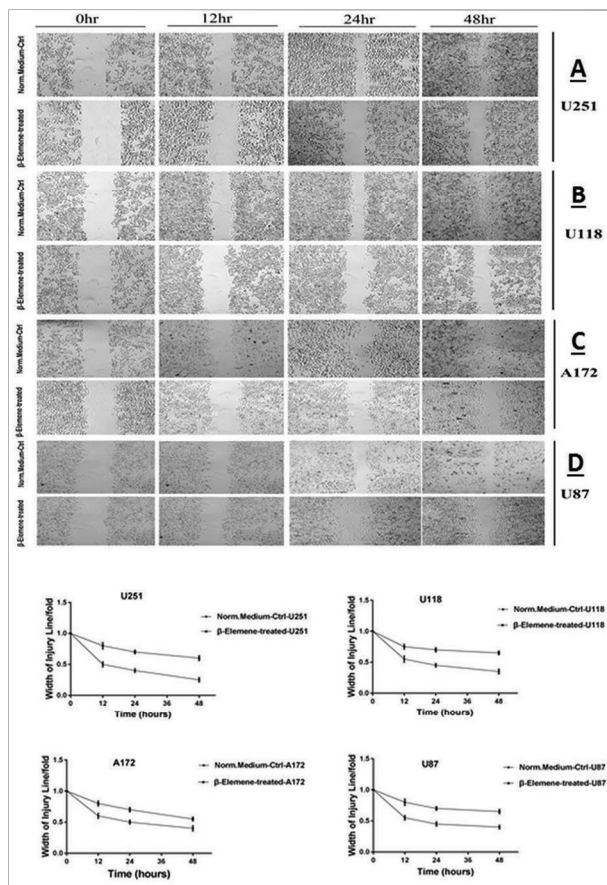 0hr 12hr 24hr 48hr
Norm.Medium-Ctrl
β-Elemene-treated
A
U251
Norm.Medium-Ctrl
β-Elemene-treated
B
U118
Norm.Medium-Ctrl
β-Elemene-treated
C
A172
Norm.Medium-Ctrl
β-Elemene-treated
D
U87
U251
Width of Injury Line/fold
1.5
1.0
0.5
0.0
0 12 24 36 48
Time (hours)
Norm.Medium-Ctrl-U251
β-Elemene-treated-U251
U118
Width of Injury Line/fold
1.5
1.0
0.5
0.0
0 12 24 36 48
Time (hours)
Norm.Medium-Ctrl-U118
β-Elemene-treated-U118
A172
Width of Injury Line/fold
1.5
1.0
0.5
0.0
0 12 24 36 48
Time (hours)
Norm.Medium-Ctrl-A172
β-Elemene-treated-A172
U87
Width of Injury Line/fold
1.5
1.0
0.5
0.0
0 12 24 36 48
Time (hours)
Norm.Medium-Ctrl-U87
β-Elemene-treated-U87